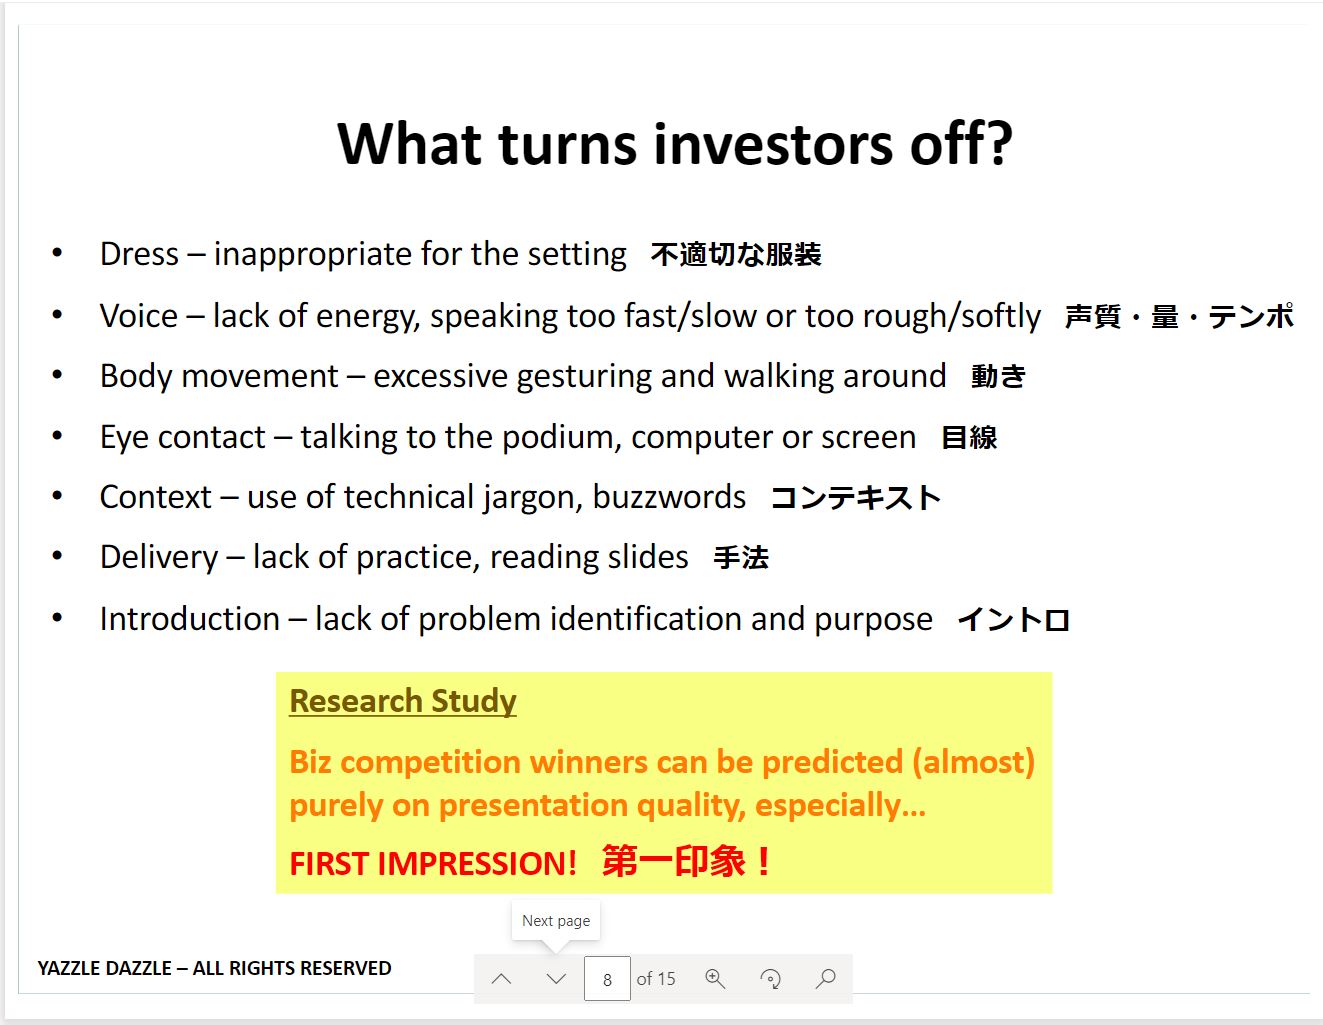 What turns investors off?
• Dress – inappropriate for the setting 不適切な服装
• Voice – lack of energy, speaking too fast/slow or too rough/softly 声質・量・テンポ
• Body movement – excessive gesturing and walking around 動き
• Eye contact – talking to the podium, computer or screen 目線
• Context – use of technical jargon, buzzwords コンテキスト
• Delivery – lack of practice, reading slides 手法
• Introduction – lack of problem identification and purpose イントロ
Research Study
Biz competition winners can be predicted (almost)
purely on presentation quality, especially...
FIRST IMPRESSION! 第一印象！
Next page
YAZZLE DAZZLE – ALL RIGHTS RESERVED
8 of 15